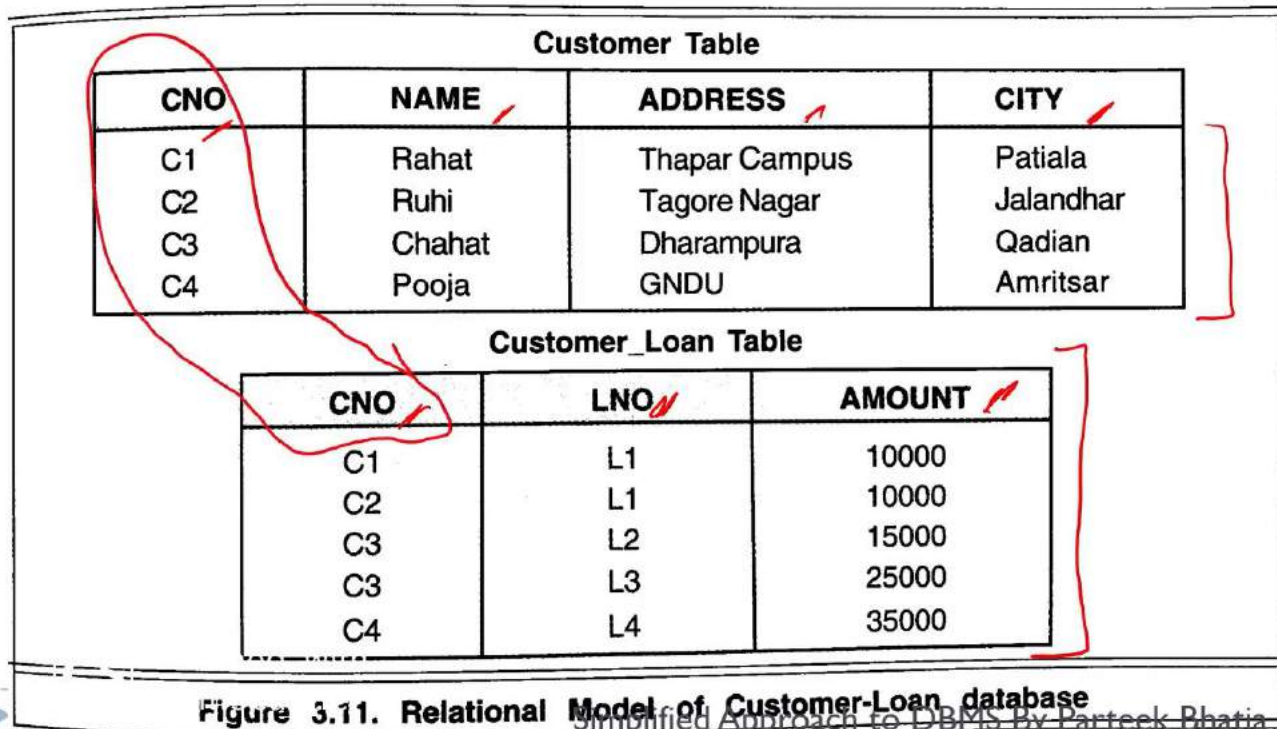 Customer Table
CNO NAME ADDRESS CITY
C1 Rahat Thapar Campus Patiala
C2 Ruhi Tagore Nagar Jalandhar
C3 Chahat Dharampura Qadian
C4 Pooja GNDU Amritsar
Customer_Loan Table
CNO LNO AMOUNT
C1 L1 10000
C2 L1 10000
C3 L2 15000
C3 L3 25000
C4 L4 35000
Figure 3.11. Relational Model of Customer-Loan database
Simplified Approach to DBMS By Parteek Bhatia